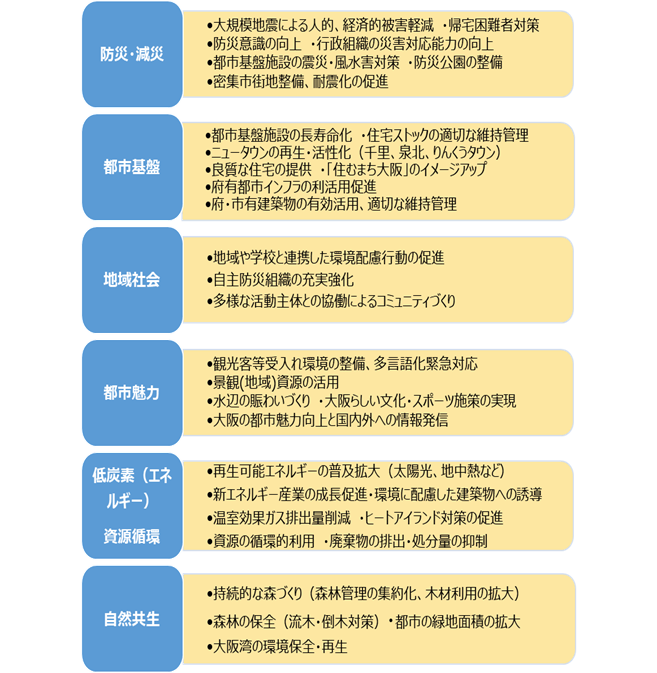 防災・減災
●大規模地震による人的、経済的被害軽減 ・帰宅困難者対策
●防災意識の向上 ・行政組織の災害対応能力の向上
●都市基盤施設の震災・風水害対策 ・防災公園の整備
●密集市街地整備、耐震化の促進
都市基盤
●都市基盤施設の長寿命化 ・住宅ストックの適切な維持管理
●ニュータウンの再生・活性化（千里、泉北、りんくうタウン）
●良質な住宅の提供 ・「住むまち大阪」のイメージアップ
●府有都市インフラの利活用促進
●府・市有建築物の有効活用、適切な維持管理
地域社会
●地域や学校と連携した環境配慮行動の促進
●自主防災組織の充実強化
●多様な活動主体との協働によるコミュニティづくり
都市魅力
●観光客等受入れ環境の整備、多言語化緊急対応
●景観(地域)資源の活用
●水辺の賑わいづくり ・大阪らしい文化・スポーツ施策の実現
●大阪の都市魅力向上と国内外への情報発信
低炭素（エネ
ルギー）
資源循環
●再生可能エネルギーの普及拡大（太陽光、地中熱など）
●新エネルギー産業の成長促進・環境に配慮した建築物への誘導
●温室効果ガス排出量削減 ・ヒートアイランド対策の促進
●資源の循環的利用 ・廃棄物の排出・処分量の抑制
自然共生
●持続的な森づくり（森林管理の集約化、木材利用の拡大）
●森林の保全（流木・倒木対策） ・都市の緑地面積の拡大
●大阪湾の環境保全・再生